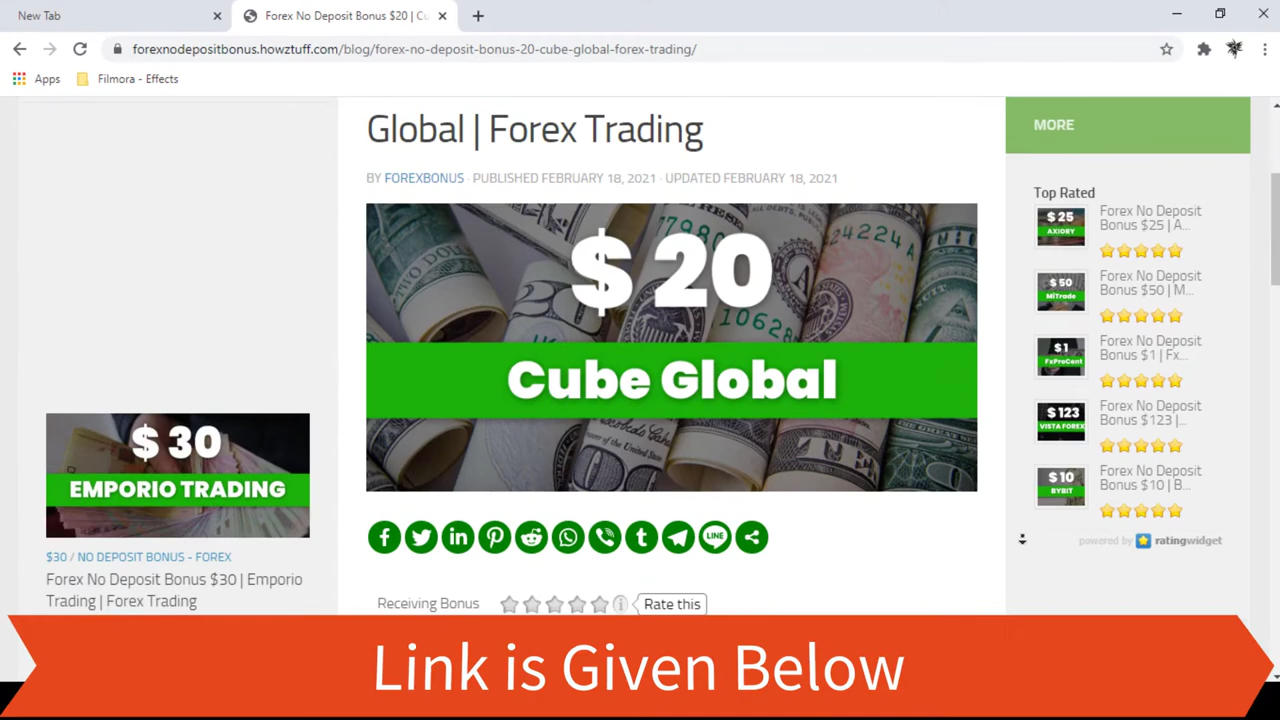 New Tab
Forex No Deposit Bonus $20 | Cu
forexnodepositbonus.howztuff.com/blog/forex-no-deposit-bonus-20-cube-global-forex-trading/
Apps
Filmora - Effects
Global | Forex Trading
BY FOREXBONUS · PUBLISHED FEBRUARY 18, 2021 · UPDATED FEBRUARY 18, 2021
$ 20
Cube Global
$ 30
EMPORIO TRADING
$30 / NO DEPOSIT BONUS - FOREX
Forex No Deposit Bonus $30 | Emporio
Trading | Forex Trading
LINE
Receiving Bonus
Rate this
MORE
Top Rated
$ 25
AXIORY
Forex No Deposit
Bonus $25 | A...
$ 50
MiTrade
Forex No Deposit
Bonus $50 | M...
$ 1
FxProCent
Forex No Deposit
Bonus $1 | Fx...
$ 123
VISTA FOREX
Forex No Deposit
Bonus $123 |...
$ 10
BYBIT
Forex No Deposit
Bonus $10 | B...
powered by ratingwidget
Link is Given Below